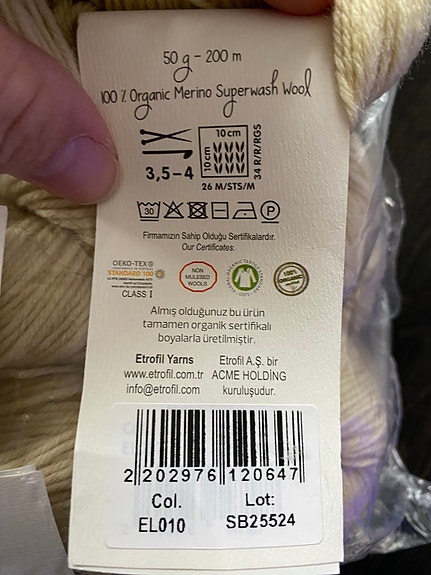 50 g - 200 m
100 % Organic Merino Superwash Wool
10 cm
10 cm
34 R/R/RGS
3,5-4
26 M/STS/M
30
P
Firmamızın Sahip Olduğu Sertifikalardır.
Our Certificates.
OEKO-TEX®
STANDARD 100
CLASS I
NON
MULESED
WOOLS
100%
ORGANIC
Almış olduğunuz bu ürün
tamamen organik sertifikalı
boyalarla üretilmiştir.
Etrofil Yarns
www.etrofil.com.tr
info@etrofil.com
Etrofil A.Ş. bir
ACME HOLDING
kuruluşudur.
2 202976 120647
Col.
EL010
Lot:
SB25524